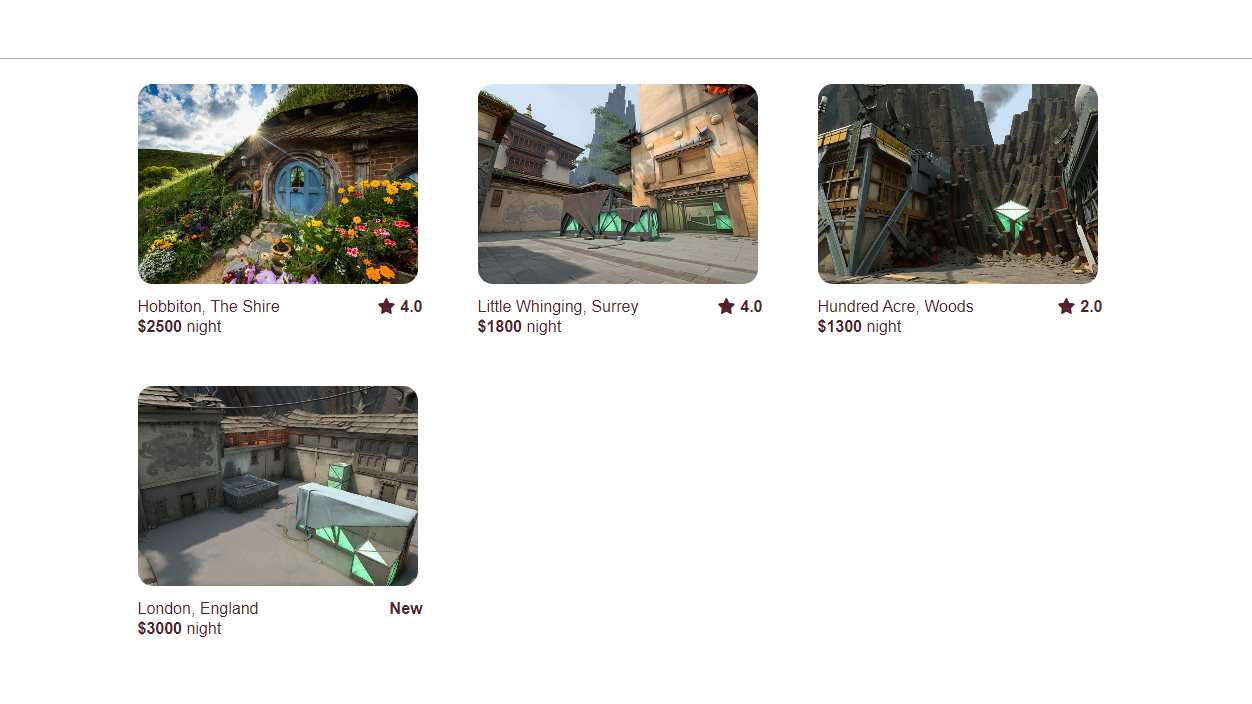 Hobbiton, The Shire ★ 4.0
$2500 night
Little Whinging, Surrey ★ 4.0
$1800 night
Hundred Acre, Woods ★ 2.0
$1300 night
London, England New
$3000 night